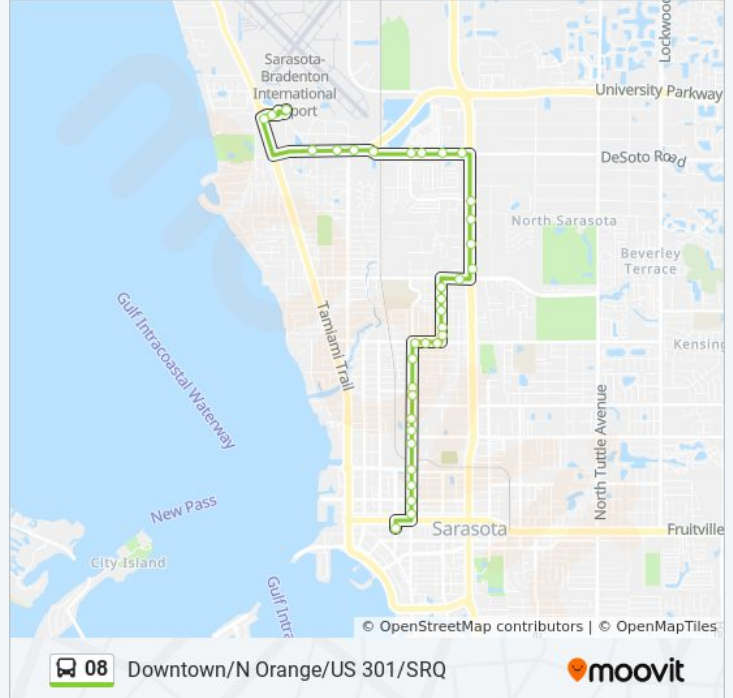 Lockwood
Sarasota-
Bradenton
International
port
University Parkway
DeSoto Road
North Sarasota
Beverley
Terrace
Gulf Intracoastal Waterway
Tamiami Trail
Kensing
North Tuttle Avenue
New Pass
Sarasota
Fruitville
City Island
Gulf Intra
© OpenStreetMap contributors | © OpenMapTiles
08 Downtown/N Orange/US 301/SRQ
moovit